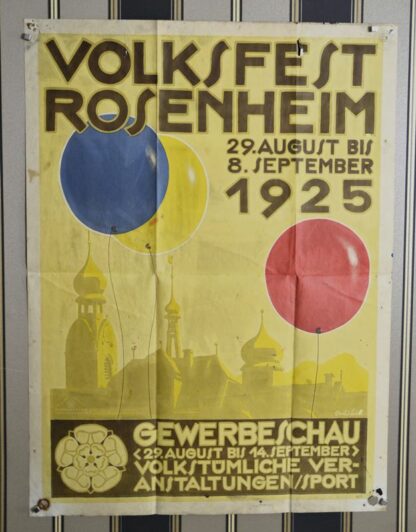 VOLKSFEST
ROSENHEIM
29. AUGUST BIS
8. SEPTEMBER
1925
GEWERBESCHAU
<29. AUGUST BIS 14. SEPTEMBER>
VOLKSTÜMLICHE VER-
ANSTALTUNGEN/SPORT